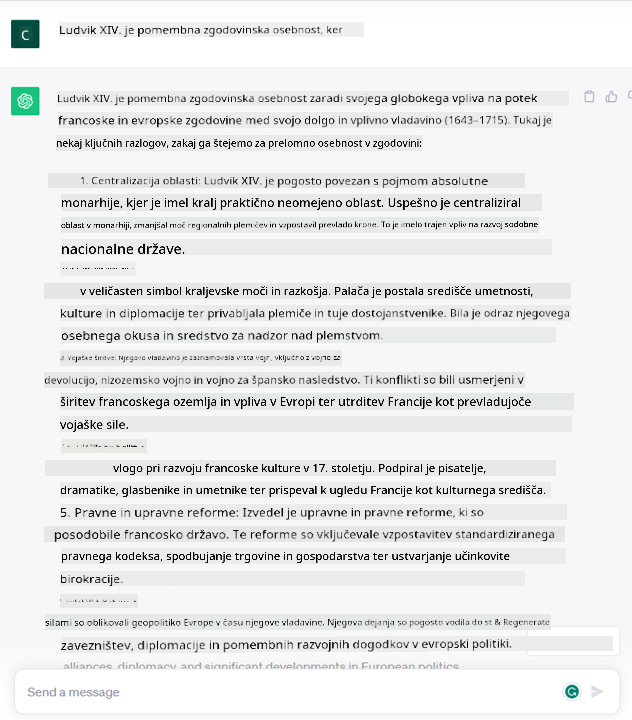 C
Ludvik XIV. je pomembna zgodovinska osebnost, ker
Ludvik XIV. je pomembna zgodovinska osebnost zaradi svojega globokega vpliva na potek
francoske in evropske zgodovine med svojo dolgo in vplivno vladavino (1643–1715). Tukaj je
nekaj ključnih razlogov, zakaj ga štejemo za prelomno osebnost v zgodovini:
1. Centralizacija oblasti: Ludvik XIV. je pogosto povezan s pojmom absolutne
monarhije, kjer je imel kralj praktično neomejeno oblast. Uspešno je centraliziral
oblast v monarhiji, zmanjšal moč regionalnih plemičev in vzpostavil prevlado krone. To je imelo trajen vpliv na razvoj sodobne
nacionalne države.
v veličasten simbol kraljevske moči in razkošja. Palača je postala središče umetnosti,
kulture in diplomacije ter privabljala plemiče in tuje dostojanstvenike. Bila je odraz njegovega
osebnega okusa in sredstvo za nadzor nad plemstvom.
vojaške širitve: Njegovo vladavino je zaznamovala vrsta vojn, vključno z vojno za
devolucijo, nizozemsko vojno in vojno za špansko nasledstvo. Ti konflikti so bili usmerjeni v
širitev francoskega ozemlja in vpliva v Evropi ter utrditev Francije kot prevladujoče
vojaške sile.
vlogo pri razvoju francoske kulture v 17. stoletju. Podpiral je pisatelje,
dramatike, glasbenike in umetnike ter prispeval k ugledu Francije kot kulturnega središča.
5. Pravne in upravne reforme: Izvedel je upravne in pravne reforme, ki so
posodobile francosko državo. Te reforme so vključevale vzpostavitev standardiziranega
pravnega kodeksa, spodbujanje trgovine in gospodarstva ter ustvarjanje učinkovite
birokracije.
silami so oblikovali geopolitiko Evrope v času njegove vladavine. Njegova dejanja so pogosto vodila do st & Regenerate
zavezništev, diplomacije in pomembnih razvojnih dogodkov v evropski politiki.
alliances, diplomacy, and significant developments in European politics.
Send a message